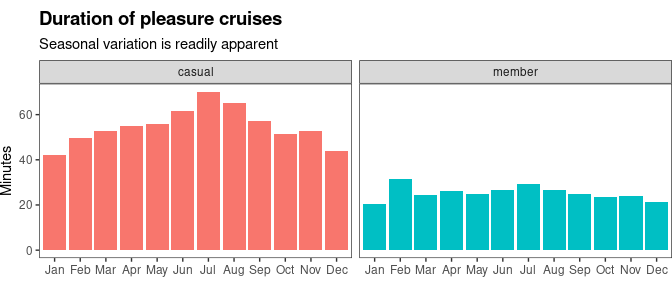 Duration of pleasure cruises
Seasonal variation is readily apparent
casual
member
Minutes
60
40
20
0
Jan Feb Mar Apr May Jun Jul Aug Sep Oct Nov Dec
Jan Feb Mar Apr May Jun Jul Aug Sep Oct Nov Dec